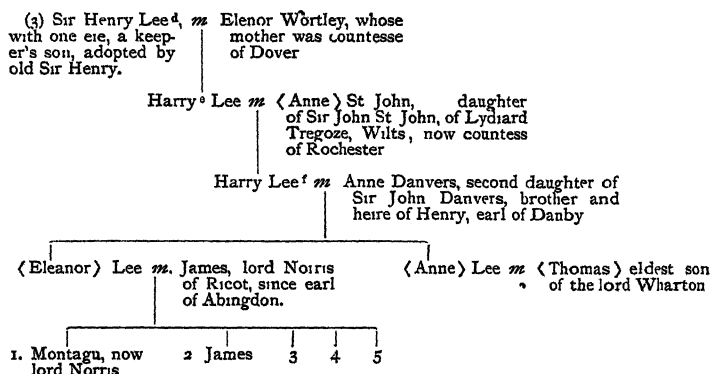 (3) Sir Henry Lee d, m Elenor Wortley, whose
with one eie, a keep- mother was countesse
er's son, adopted by of Dover
old Sir Henry.
Harry e Lee m ⟨Anne⟩ St John, daughter
of Sir John St John, of Lydiard
Tregoze, Wilts, now countess
of Rochester
Harry Lee f m Anne Danvers, second daughter of
Sir John Danvers, brother and
heire of Henry, earl of Danby
⟨Eleanor⟩ Lee m. James, lord Norris ⟨Anne⟩ Lee m ⟨Thomas⟩ eldest son
of Ricot, since earl of the lord Wharton
of Abingdon.
1. Montagu, now 2 James 3 4 5
lord Norris